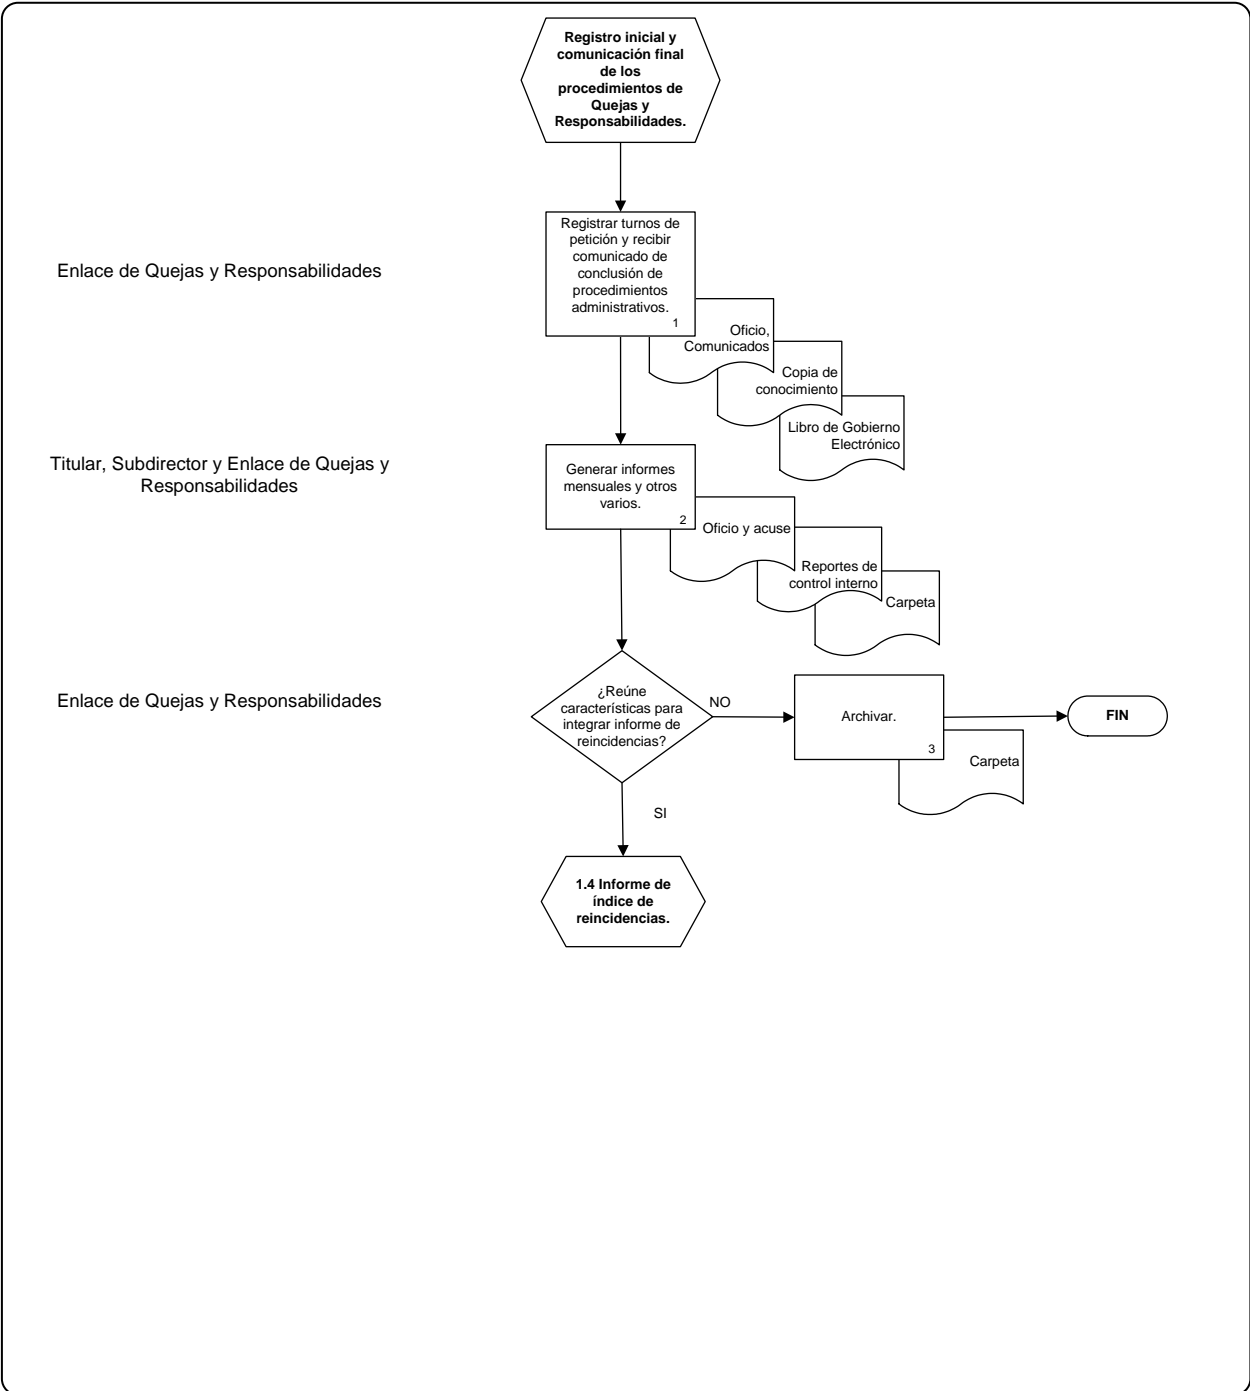 Registro inicial y
comunicación final
de los
procedimientos de
Quejas y
Responsabilidades.
Enlace de Quejas y Responsabilidades
Registrar turnos de
petición y recibir
comunicado de
conclusión de
procedimientos
administrativos.
1
Oficio,
Comunicados
Copia de
conocimiento
Libro de Gobierno
Electrónico
Titular, Subdirector y Enlace de Quejas y
Responsabilidades
Generar informes
mensuales y otros
varios.
2
Oficio y acuse
Reportes de
control interno
Carpeta
Enlace de Quejas y Responsabilidades
¿Reúne
características para
integrar informe de
reincidencias?
NO
Archivar.
3
Carpeta
FIN
SI
1.4 Informe de
índice de
reincidencias.